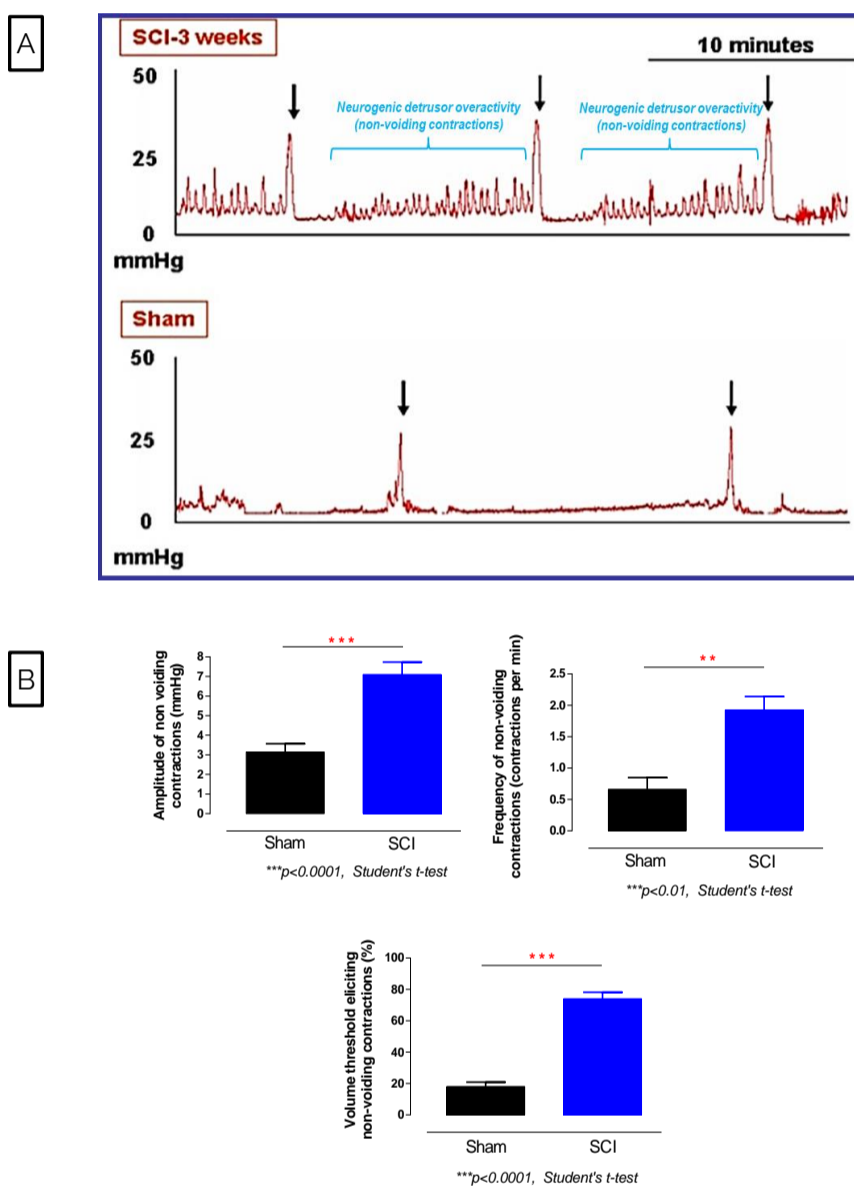 A
SCI-3 weeks
10 minutes
50
25
0
mmHg
Neurogenic detrusor overactivity
(non-voiding contractions)
Neurogenic detrusor overactivity
(non-voiding contractions)
Sham
50
25
0
mmHg
B
Amplitude of non voiding
contractions (mmHg)
8
7
6
5
4
3
2
1
0
***
Sham
SCI
***p<0.0001, Student's t-test
Frequency of non-voiding
contractions (contractions per min)
2.5
2.0
1.5
1.0
0.5
0.0
**
Sham
SCI
***p<0.01, Student's t-test
Volume threshold eliciting
non-voiding contractions (%)
100
80
60
40
20
0
***
Sham
SCI
***p<0.0001, Student's t-test